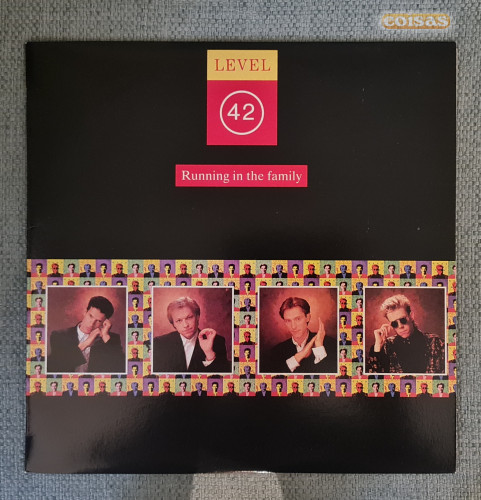 coisas
LEVEL
42
Running in the family